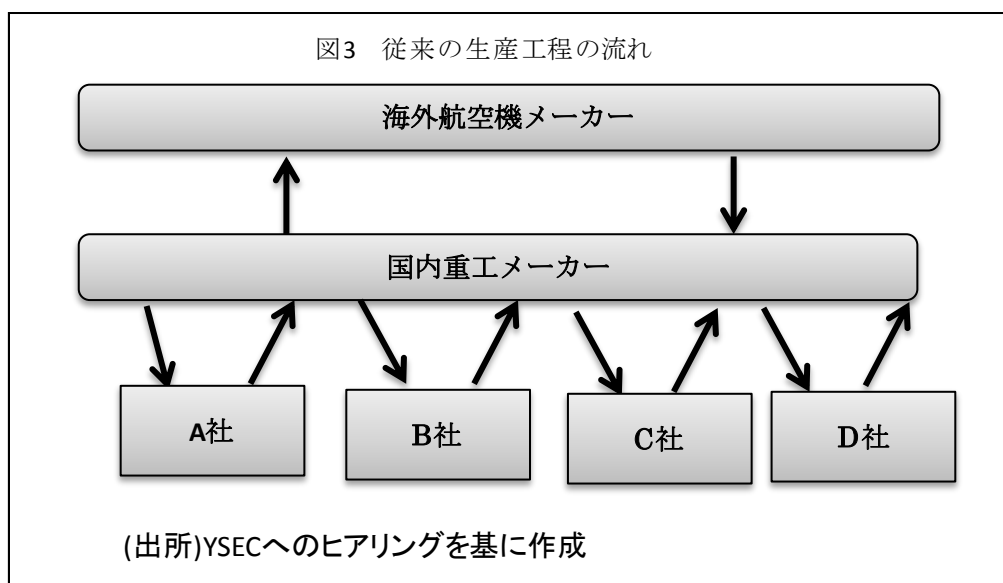 図3 従来の生産工程の流れ
海外航空機メーカー
国内重工メーカー
A社
B社
C社
D社
(出所)YSECへのヒアリングを基に作成